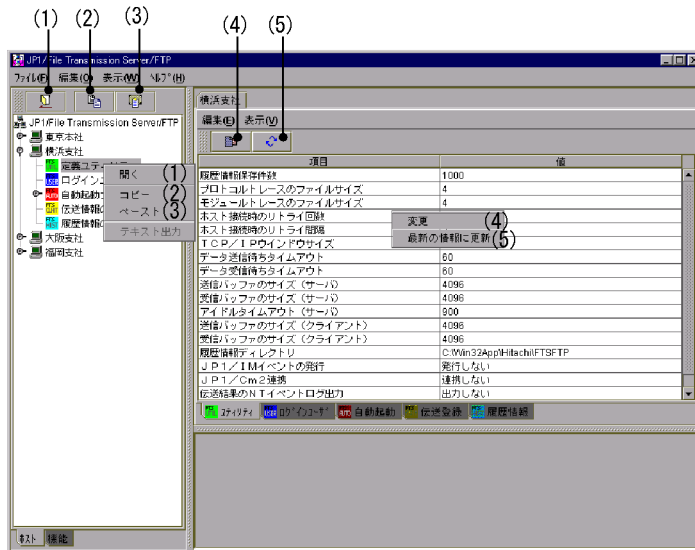 (1) (2) (3) (4) (5)
JP1/File Transmission Server/FTP
ファイル(F) 編集(O) 表示(W) ヘルプ(H)
JP1/File Transmission Server/FTP
東京本社
横浜支社
定義ユティリティ
ログインユ
自動起動
伝送情報の
履歴情報の
大阪支社
福岡支社
開く (1)
コピー (2)
ペースト (3)
テキスト出力
ホスト 機能
横浜支社
編集(E) 表示(V)
項目 値
履歴情報保存件数 1000
プロトコルトレースのファイルサイズ 4
モジュールトレースのファイルサイズ 4
ホスト接続時のリトライ回数
ホスト接続時のリトライ間隔
TCP/IPウインドウサイズ
データ送信待ちタイムアウト 60
データ受信待ちタイムアウト 60
送信バッファのサイズ(サーバ) 4096
受信バッファのサイズ(サーバ) 4096
アイドルタイムアウト(サーバ) 900
送信バッファのサイズ(クライアント) 4096
受信バッファのサイズ(クライアント) 4096
履歴情報ディレクトリ C:\Win32App\Hitachi\FTSFTP
JP1/IMイベントの発行 発行しない
JP1/Cm2連携 連携しない
伝送結果のNTイベントログ出力 出力しない
変更 (4)
最新の情報に更新 (5)
ユティリティ ログインユーザ 自動起動 伝送登録 履歴情報